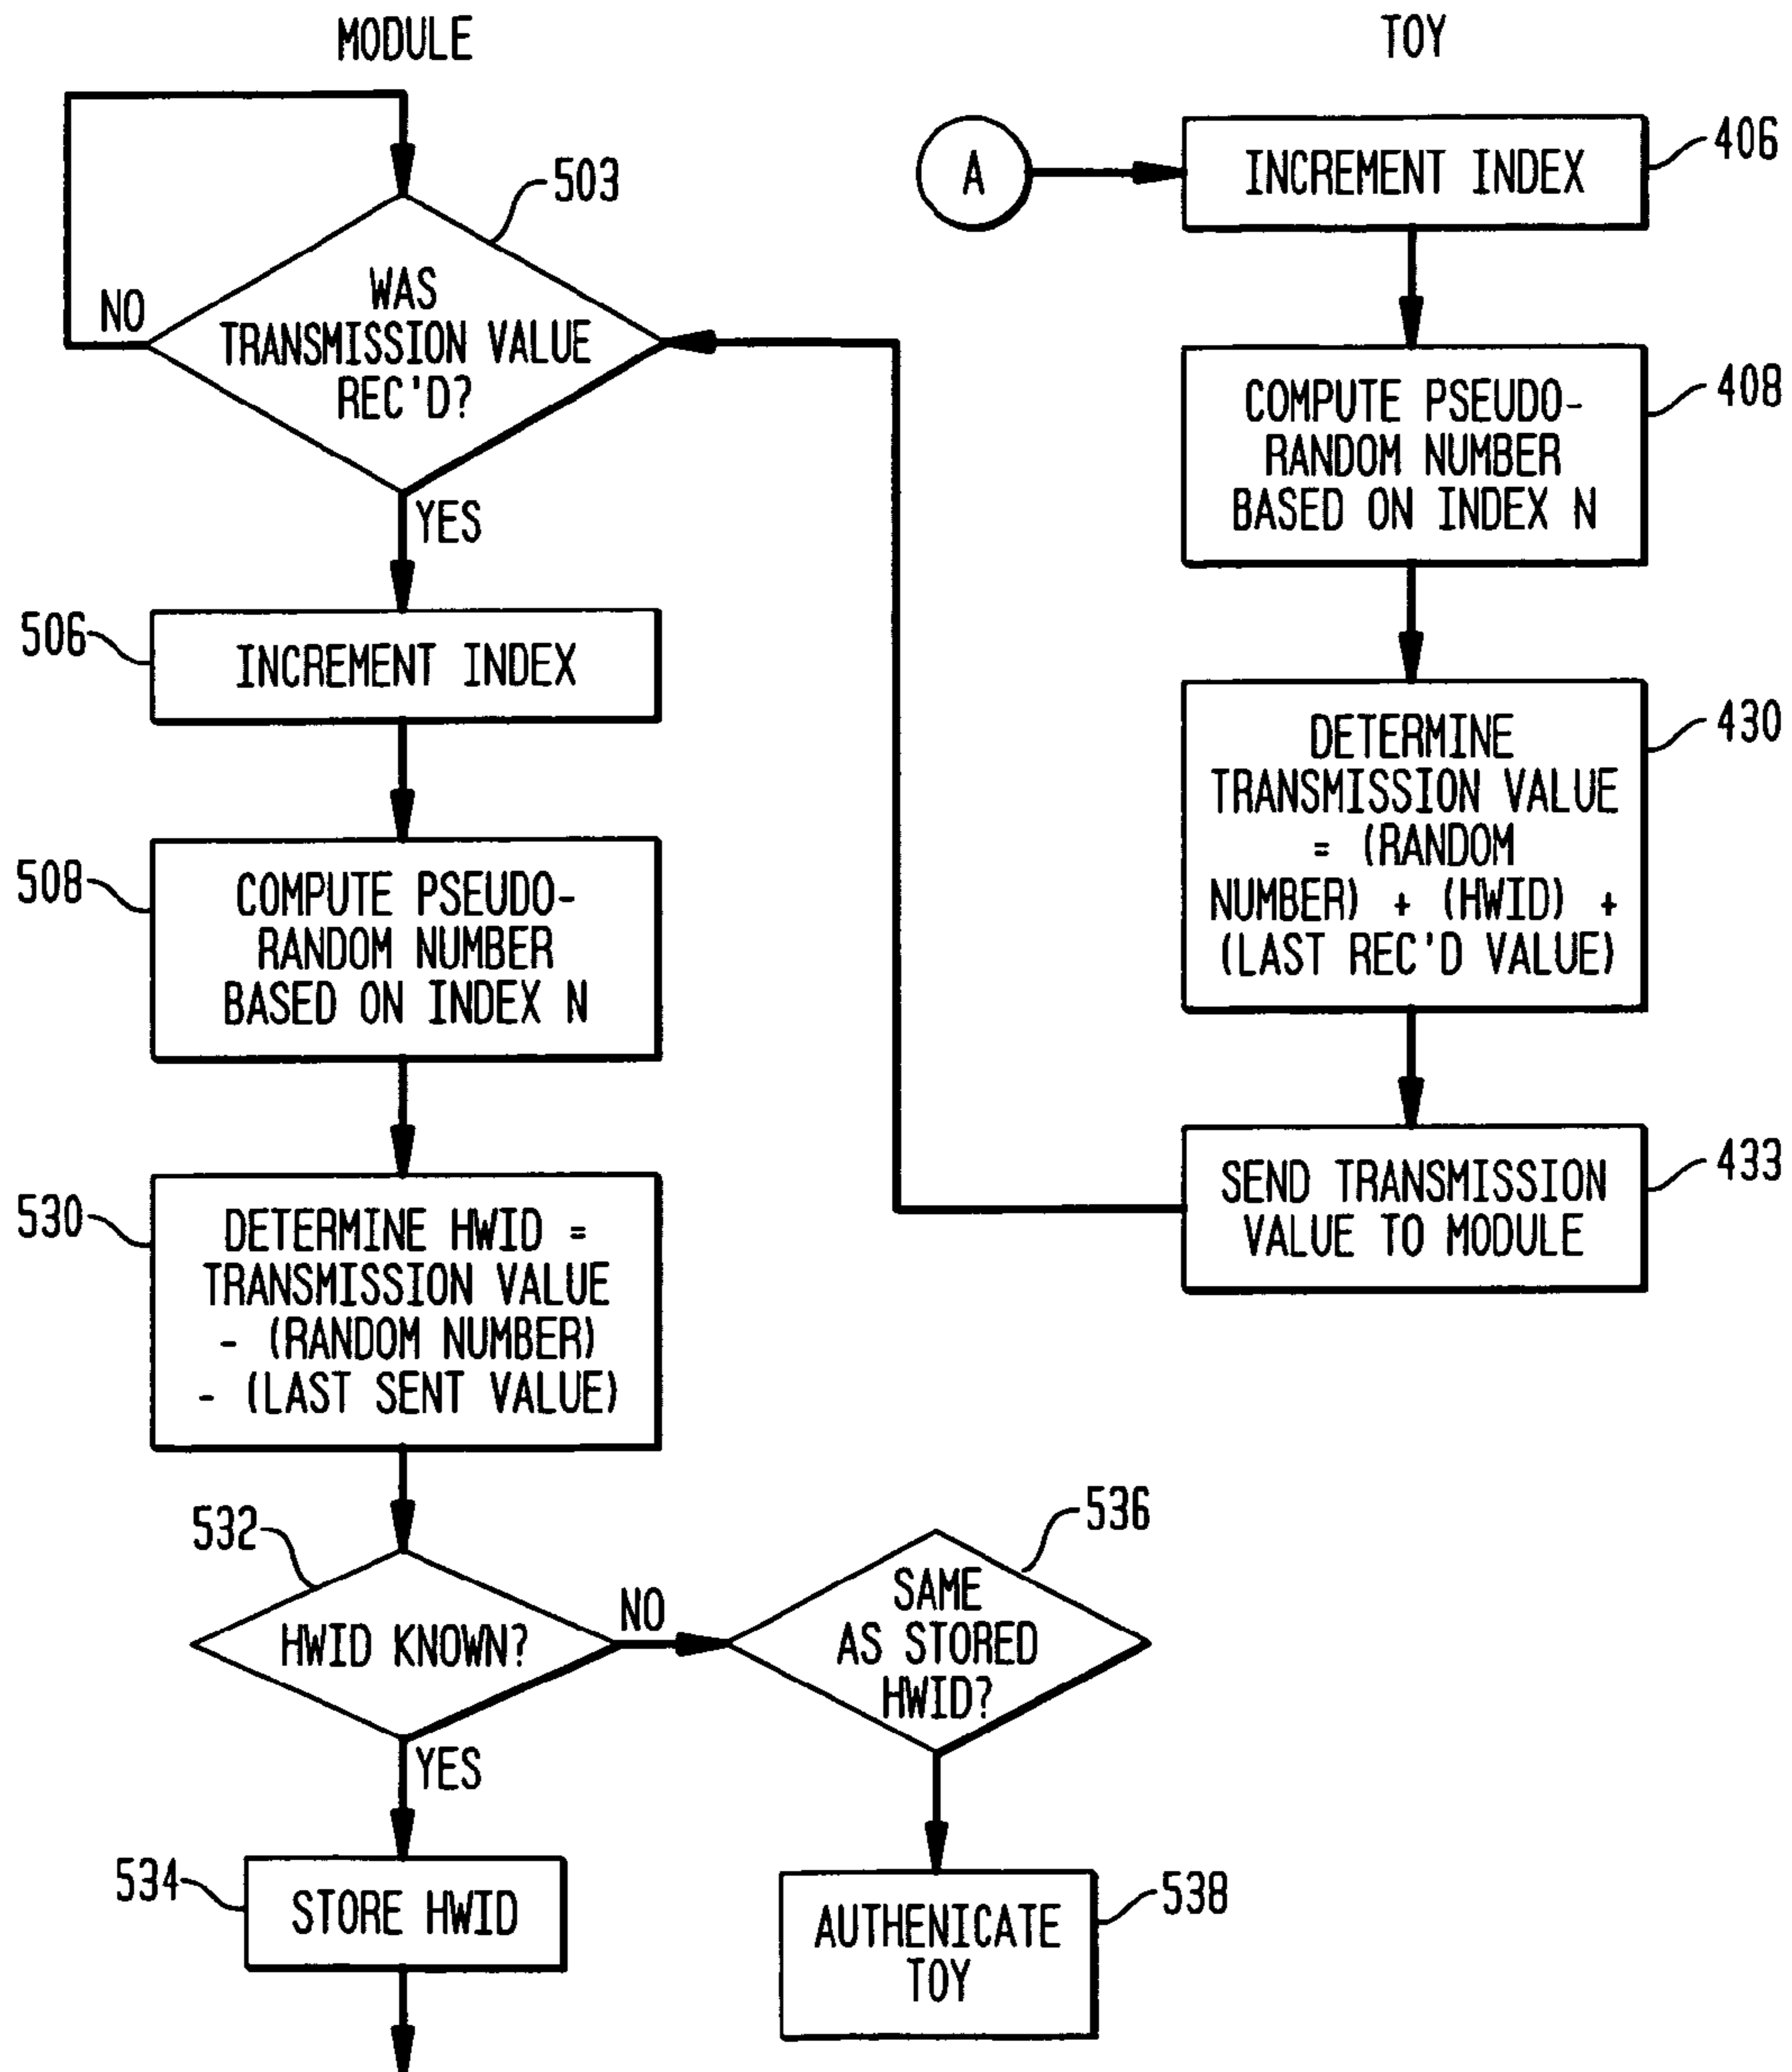 MODULE
503
WAS
TRANSMISSION VALUE
REC'D?
NO
YES
506
INCREMENT INDEX
508
COMPUTE PSEUDO-
RANDOM NUMBER
BASED ON INDEX N
530
DETERMINE HWID =
TRANSMISSION VALUE
- (RANDOM NUMBER)
- (LAST SENT VALUE)
532
HWID KNOWN?
NO
YES
534
STORE HWID
536
SAME
AS STORED
HWID?
538
AUTHENICATE
TOY
TOY
A
406
INCREMENT INDEX
408
COMPUTE PSEUDO-
RANDOM NUMBER
BASED ON INDEX N
430
DETERMINE
TRANSMISSION VALUE
= (RANDOM
NUMBER) + (HWID) +
(LAST REC'D VALUE)
433
SEND TRANSMISSION
VALUE TO MODULE